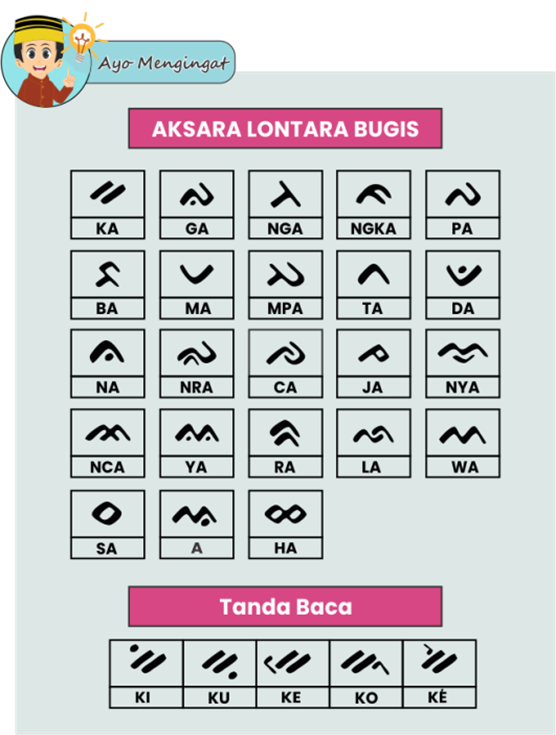 Ayo Mengingat
AKSARA LONTARA BUGIS
ᨀ ᨁ ᨂ ᨃ ᨄ
KA GA NGA NGKA PA
ᨅ ᨆ ᨇ ᨈ ᨉ
BA MA MPA TA DA
ᨊ ᨋ ᨌ ᨍ ᨎ
NA NRA CA JA NYA
ᨏ ᨐ ᨑ ᨒ ᨓ
NCA YA RA LA WA
ᨔ ᨕ ᨖ
SA A HA
Tanda Baca
ᨀᨗ ᨀᨘ ᨀᨙ ᨀᨚ ᨀᨛ
KI KU KE KO KÉ